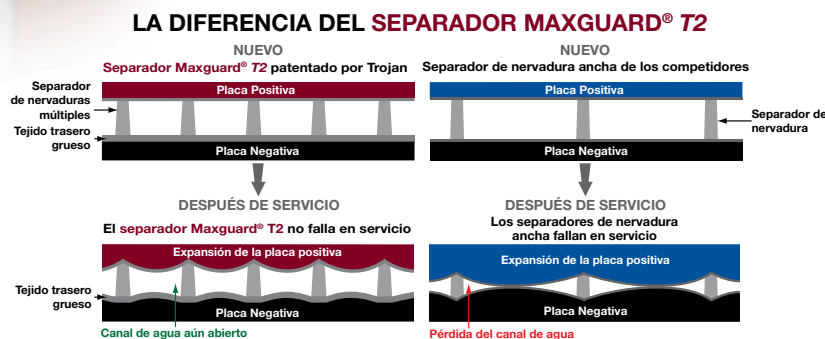 LA DIFERENCIA DEL SEPARADOR MAXGUARD® T2
NUEVO
Separador Maxguard® T2 patentado por Trojan
Separador
de nervaduras
múltiples
Tejido trasero
grueso
Placa Positiva
Placa Negativa
NUEVO
Separador de nervadura ancha de los competidores
Placa Positiva
Placa Negativa
Separador de
nervadura
DESPUÉS DE SERVICIO
El separador Maxguard® T2 no falla en servicio
Expansión de la placa positiva
Tejido trasero
grueso
Placa Negativa
Canal de agua aún abierto
DESPUÉS DE SERVICIO
Los separadores de nervadura
ancha fallan en servicio
Expansión de la placa positiva
Placa Negativa
Pérdida del canal de agua